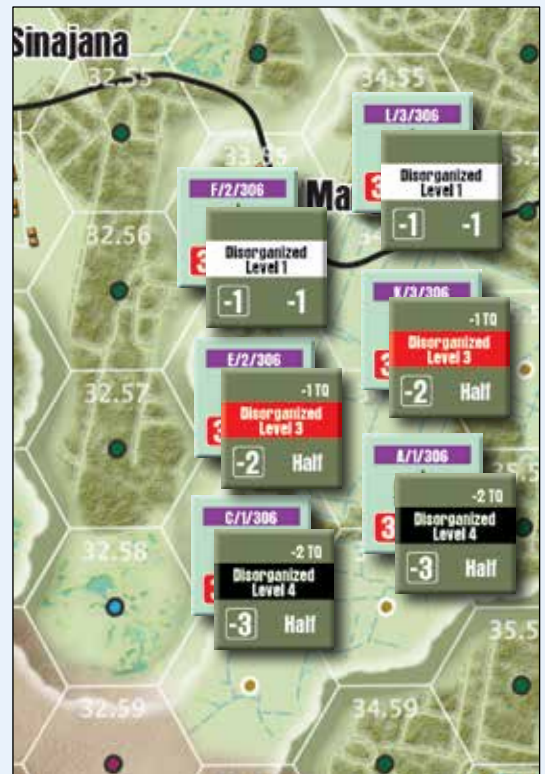 Sinajana
32.55
34.55
L/3/306
Disorganized
Level 1
-1 -1
F/2/306
Disorganized
Level 1
-1 -1
32.56
K/3/306
-1 TQ
Disorganized
Level 3
-2 Half
E/2/306
-1 TQ
Disorganized
Level 3
-2 Half
32.57
A/1/306
-2 TQ
Disorganized
Level 4
-3 Half
C/1/306
-2 TQ
Disorganized
Level 4
-3 Half
32.58
32.59
34.59